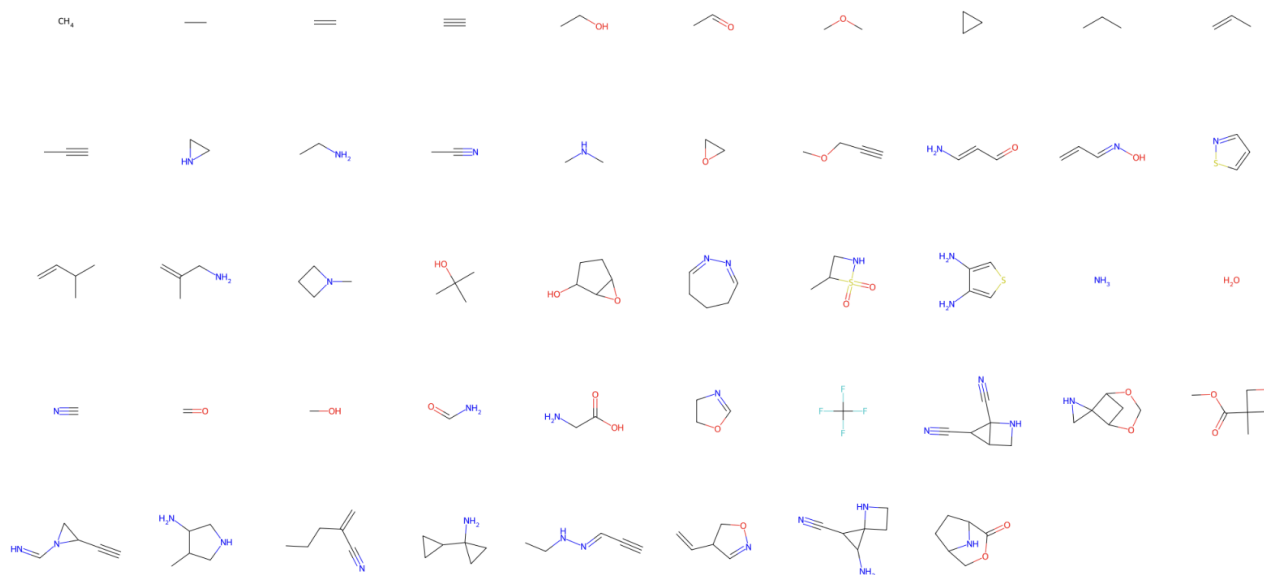 CH₄ OH O O
HN NH₂ N H N O O H₂N O N OH N S
NH₂ N HO HO O N N NH S O O H₂N H₂N S NH₃ H₂O
N O OH O NH₂ H₂N O OH N O F F F F N N NH HN O O O O
HN N H₂N NH N NH₂ H N N O N N HN NH O O